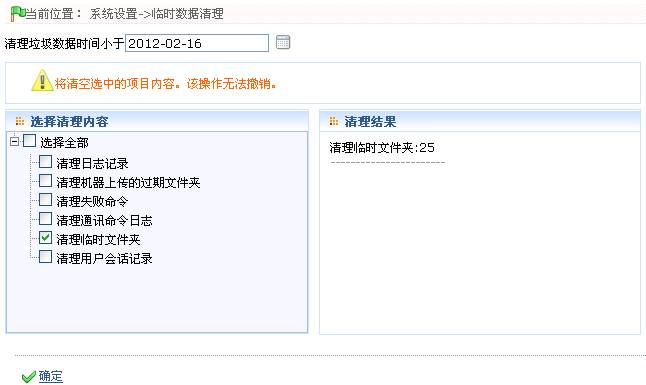 当前位置： 系统设置->临时数据清理
清理垃圾数据时间小于 2012-02-16
将清空选中的项目内容。该操作无法撤销。
选择清理内容
选择全部
清理日志记录
清理机器上传的过期文件夹
清理失败命令
清理通讯命令日志
清理临时文件夹
清理用户会话记录
清理结果
清理临时文件夹:25
-----------------------
确定